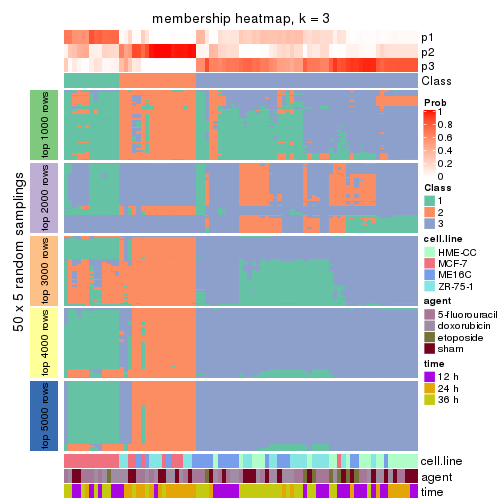 membership heatmap, k = 3
p1
p2
p3
Class
50 x 5 random samplings
top 1000 rows
top 2000 rows
top 3000 rows
top 4000 rows
top 5000 rows
cell.line
agent
time
Prob
1
0.8
0.6
0.4
0.2
0
Class
1
2
3
cell.line
HME-CC
MCF-7
ME16C
ZR-75-1
agent
5-fluorouracil
doxorubicin
etoposide
sham
time
12 h
24 h
36 h